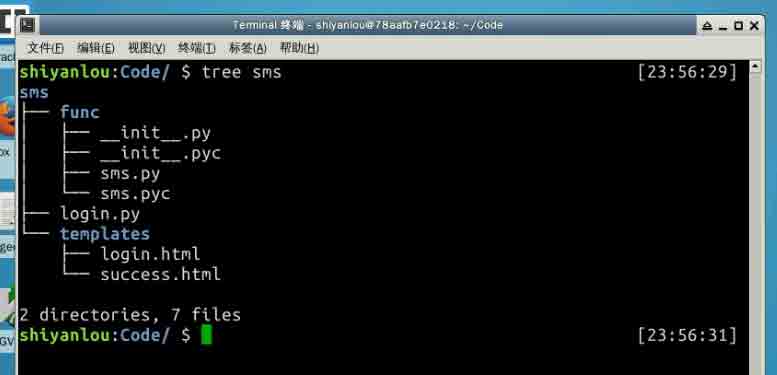 Terminal 终端 - shiyanlou@78aafb7e0218: ~/Code
文件(F) 编辑(E) 视图(V) 终端(T) 标签(A) 帮助(H)
shiyanlou:Code/ $ tree sms [23:56:29]
sms
├── func
│   ├── __init__.py
│   ├── __init__.pyc
│   ├── sms.py
│   └── sms.pyc
├── login.py
└── templates
    ├── login.html
    └── success.html
2 directories, 7 files
shiyanlou:Code/ $ [23:56:31]